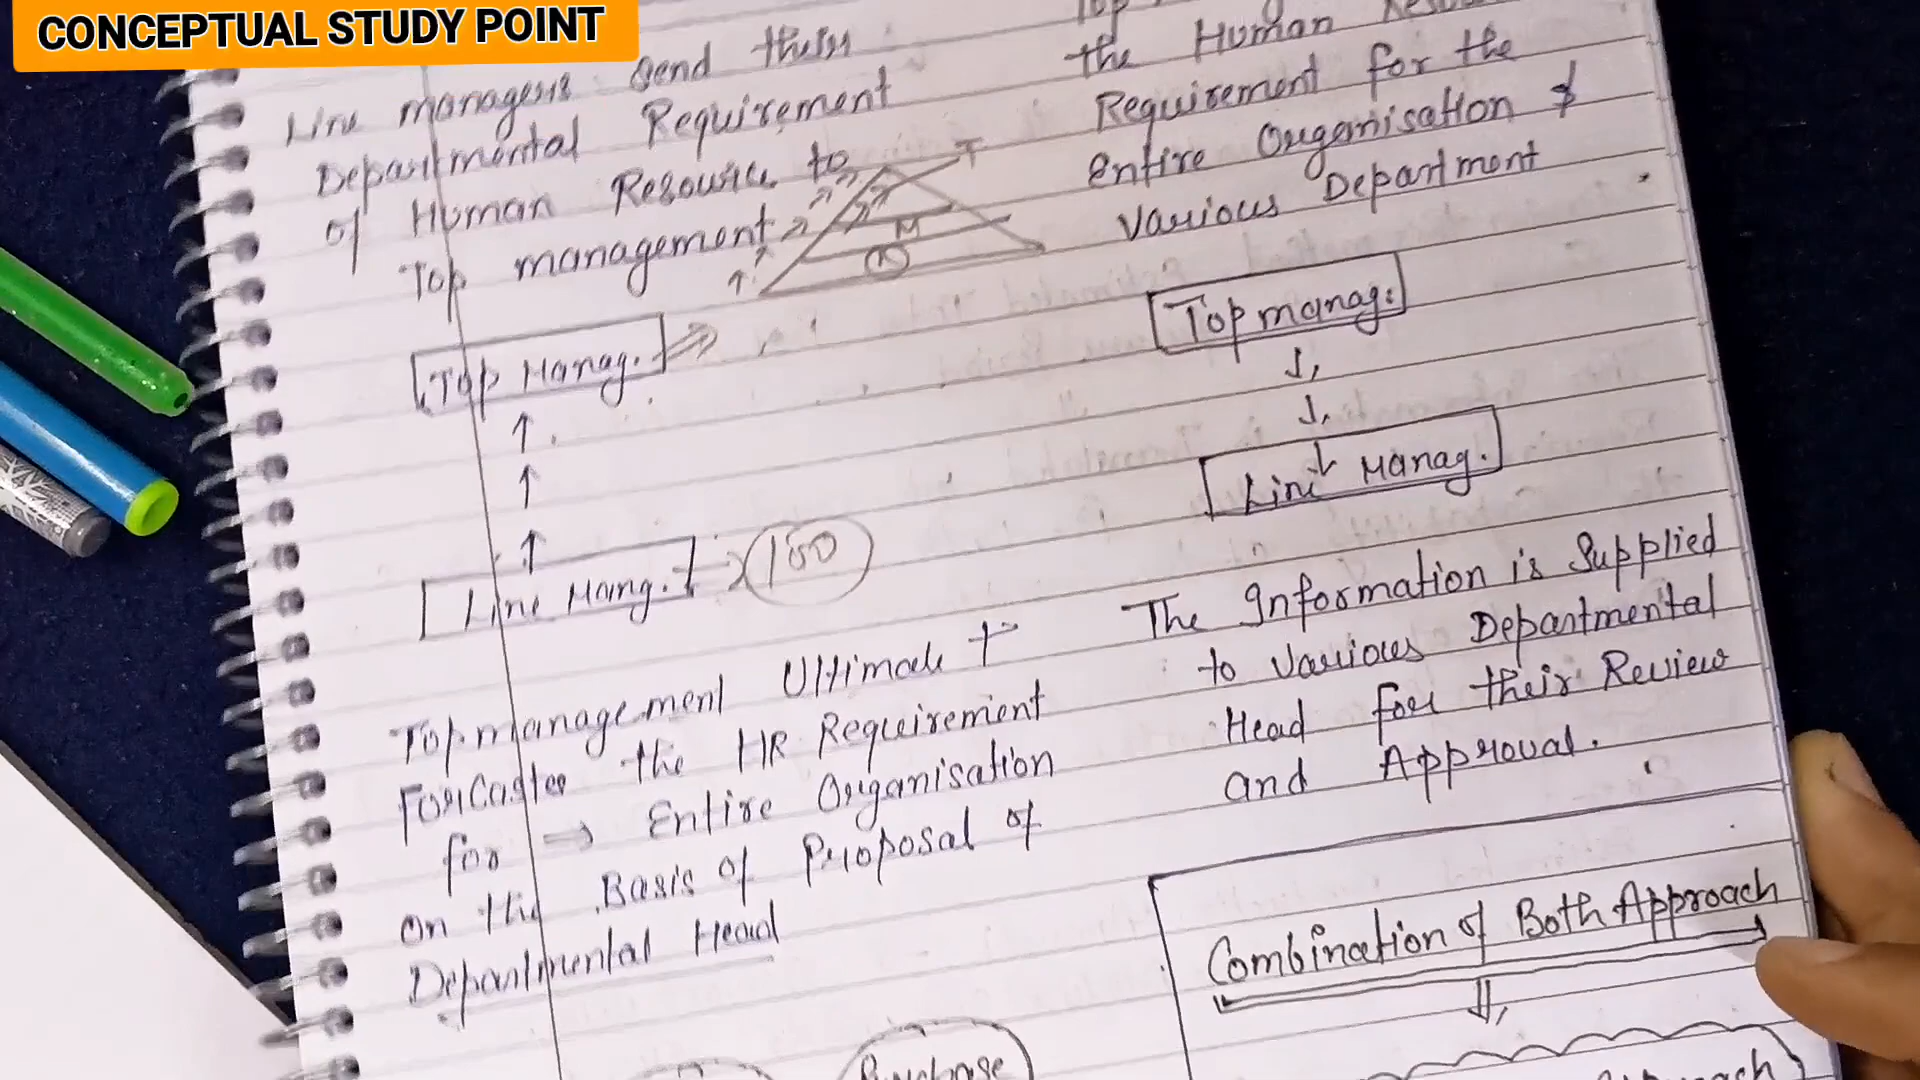 CONCEPTUAL STUDY POINT
Line managers send their
Departmental Requirement
of Human Resource to
Top management
T
M
Top Manag.
Line Mang.
100
Top management Ultimate
the HR Requirement
for → Entire Organisation
on the Basis of Proposal of
Departmental Head
Top
the Human
Requirement for the
entire Organisation &
various Department
Top manag:
Line Manag.
The Information is Supplied
to various Departmental
Head for their Review
and Approval.
Combination of Both Approach
Purchase